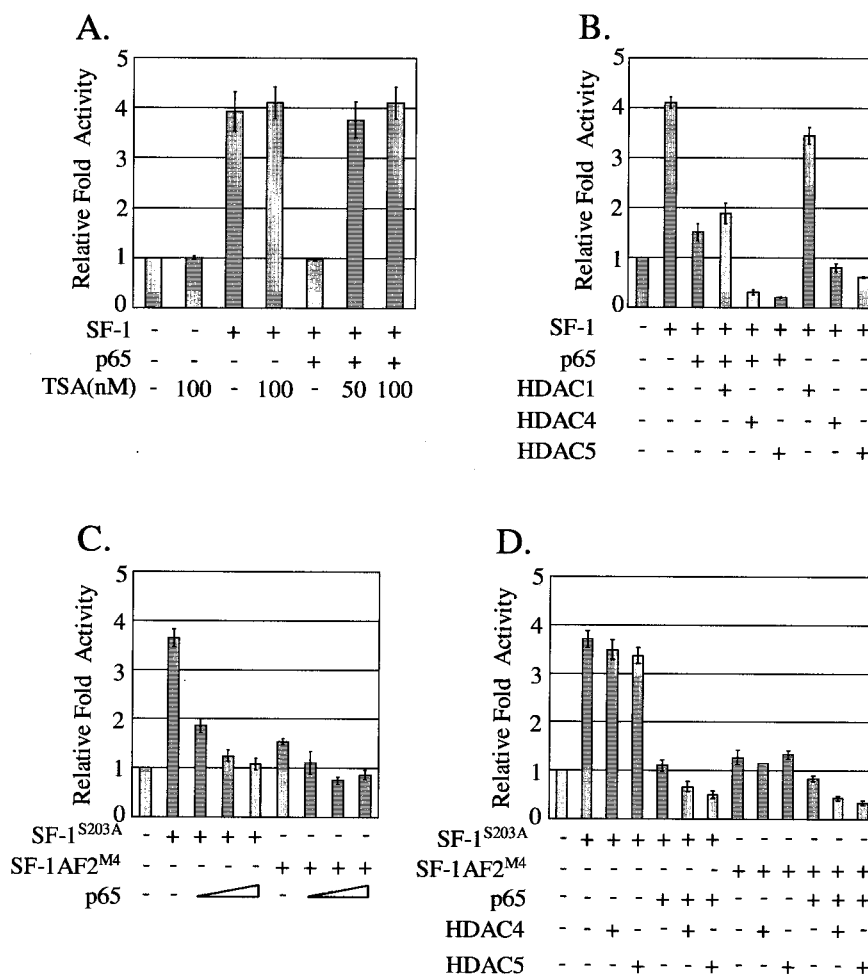 A.
Relative Fold Activity
5
4
3
2
1
0
SF-1 - - + + + + +
p65 - - - - + + +
TSA(nM) - 100 - 100 - 50 100
B.
Relative Fold Activity
5
4
3
2
1
0
SF-1 - + + + + + + + +
p65 - - + + + + - - -
HDAC1 - - - + - - + - -
HDAC4 - - - - + - - + -
HDAC5 - - - - - + - - +
C.
Relative Fold Activity
5
4
3
2
1
0
SF-1S203A - + + + + - - - -
SF-1AF2M4 - - - - - + + + +
p65 - - -
D.
Relative Fold Activity
5
4
3
2
1
0
SF-1S203A - + + + + + + - - - - - -
SF-1AF2M4 - - - - - - - + + + + + +
p65 - - - - + + + - - - + + +
HDAC4 - - + - - + - - + - - + -
HDAC5 - - - + - - + - - + - - +